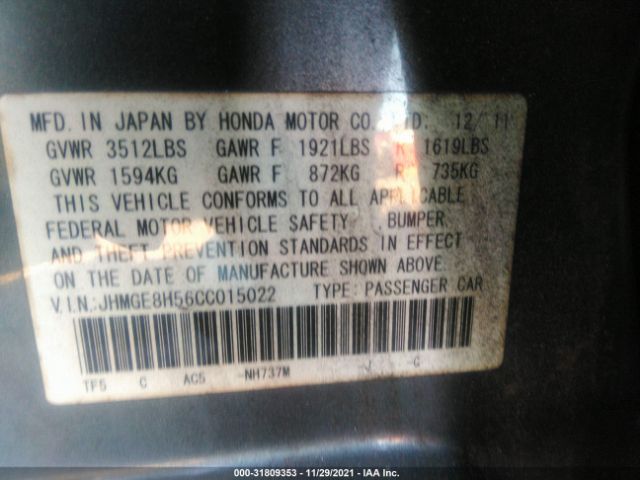 MFD. IN JAPAN BY HONDA MOTOR CO., LTD. 12/11
GVWR 3512LBS GAWR F 1921LBS R 1619LBS
GVWR 1594KG GAWR F 872KG R 735KG
THIS VEHICLE CONFORMS TO ALL APPLICABLE
FEDERAL MOTOR VEHICLE SAFETY, BUMPER,
AND THEFT PREVENTION STANDARDS IN EFFECT
ON THE DATE OF MANUFACTURE SHOWN ABOVE.
V.I.N.:JHMGE8H56CC015022 TYPE:PASSENGER CAR
TF5 C AC5 -NH737M -J -G
000-31809353 - 11/29/2021 - IAA Inc.